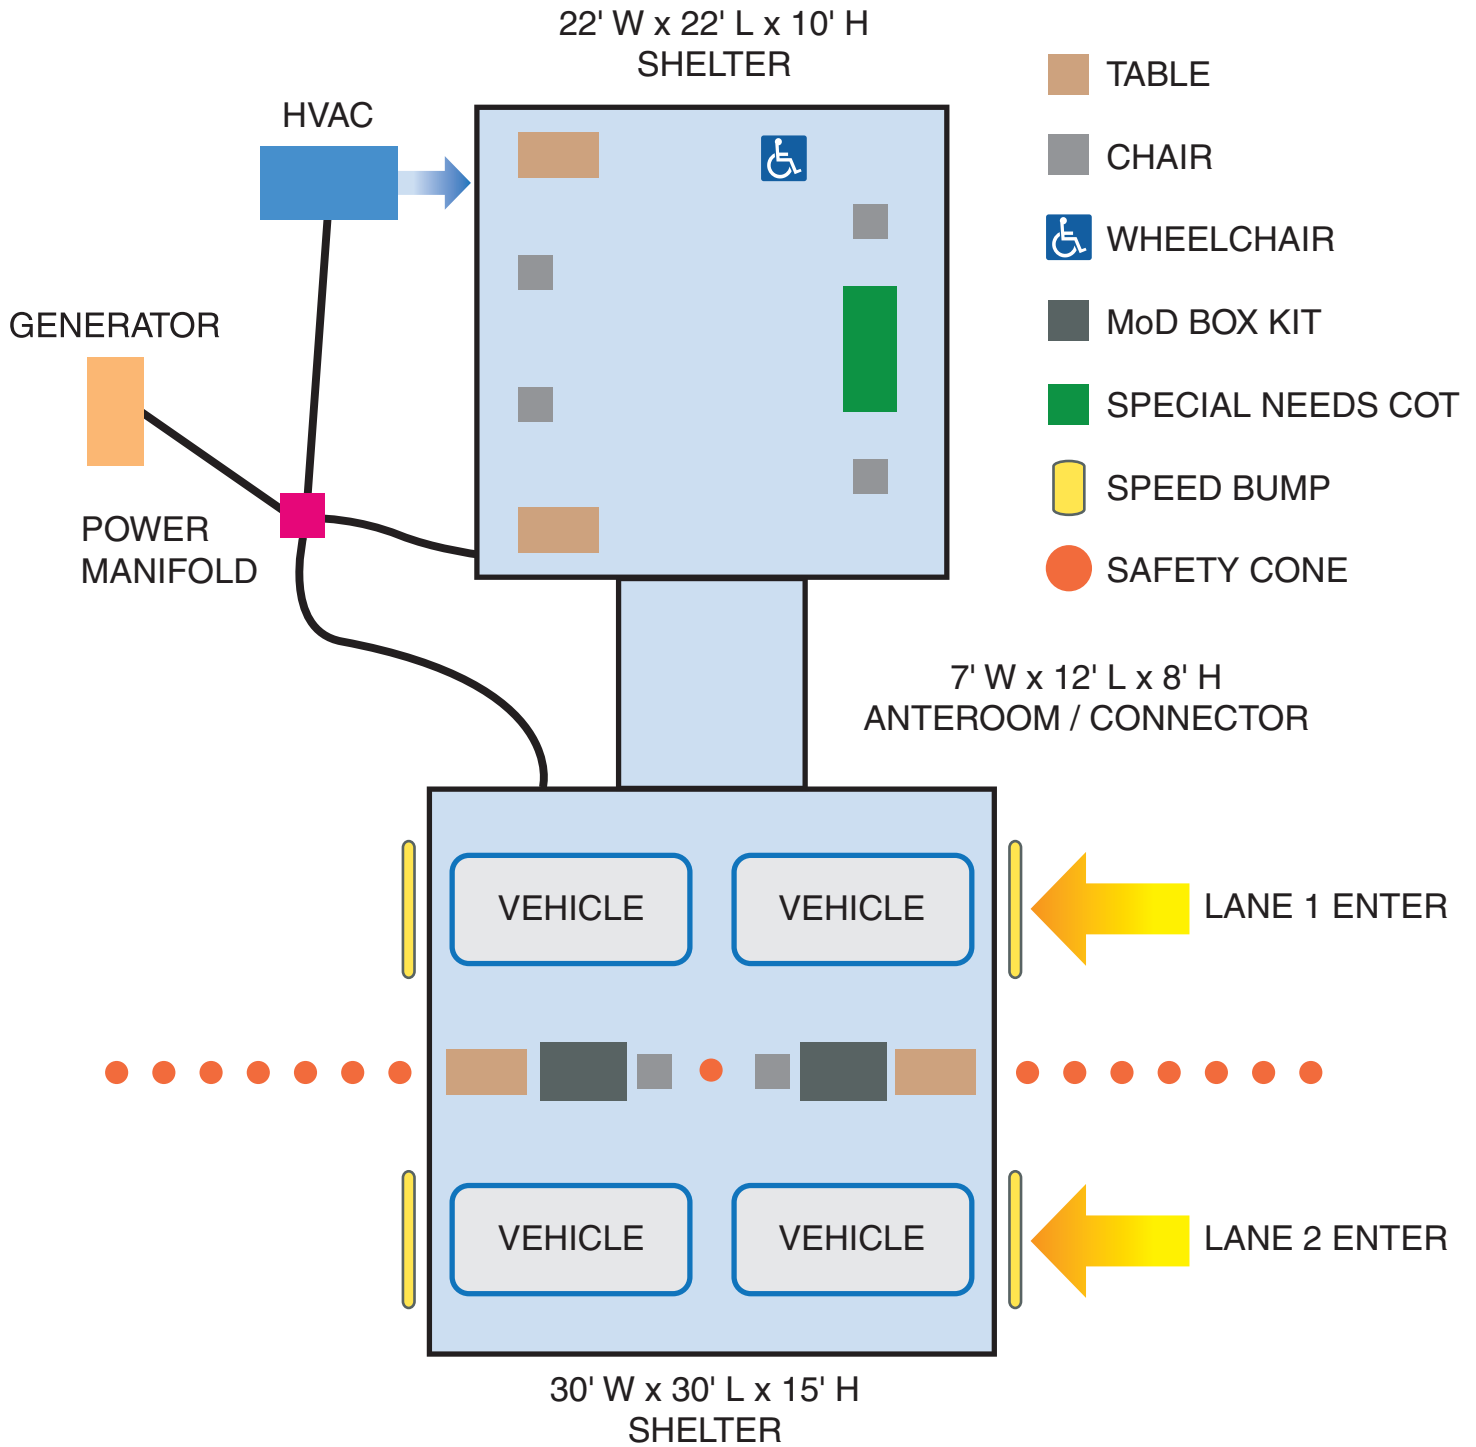 22' W x 22' L x 10' H
SHELTER
HVAC
GENERATOR
POWER
MANIFOLD
TABLE
CHAIR
WHEELCHAIR
MoD BOX KIT
SPECIAL NEEDS COT
SPEED BUMP
SAFETY CONE
7' W x 12' L x 8' H
ANTEROOM / CONNECTOR
VEHICLE
VEHICLE
LANE 1 ENTER
VEHICLE
VEHICLE
LANE 2 ENTER
30' W x 30' L x 15' H
SHELTER